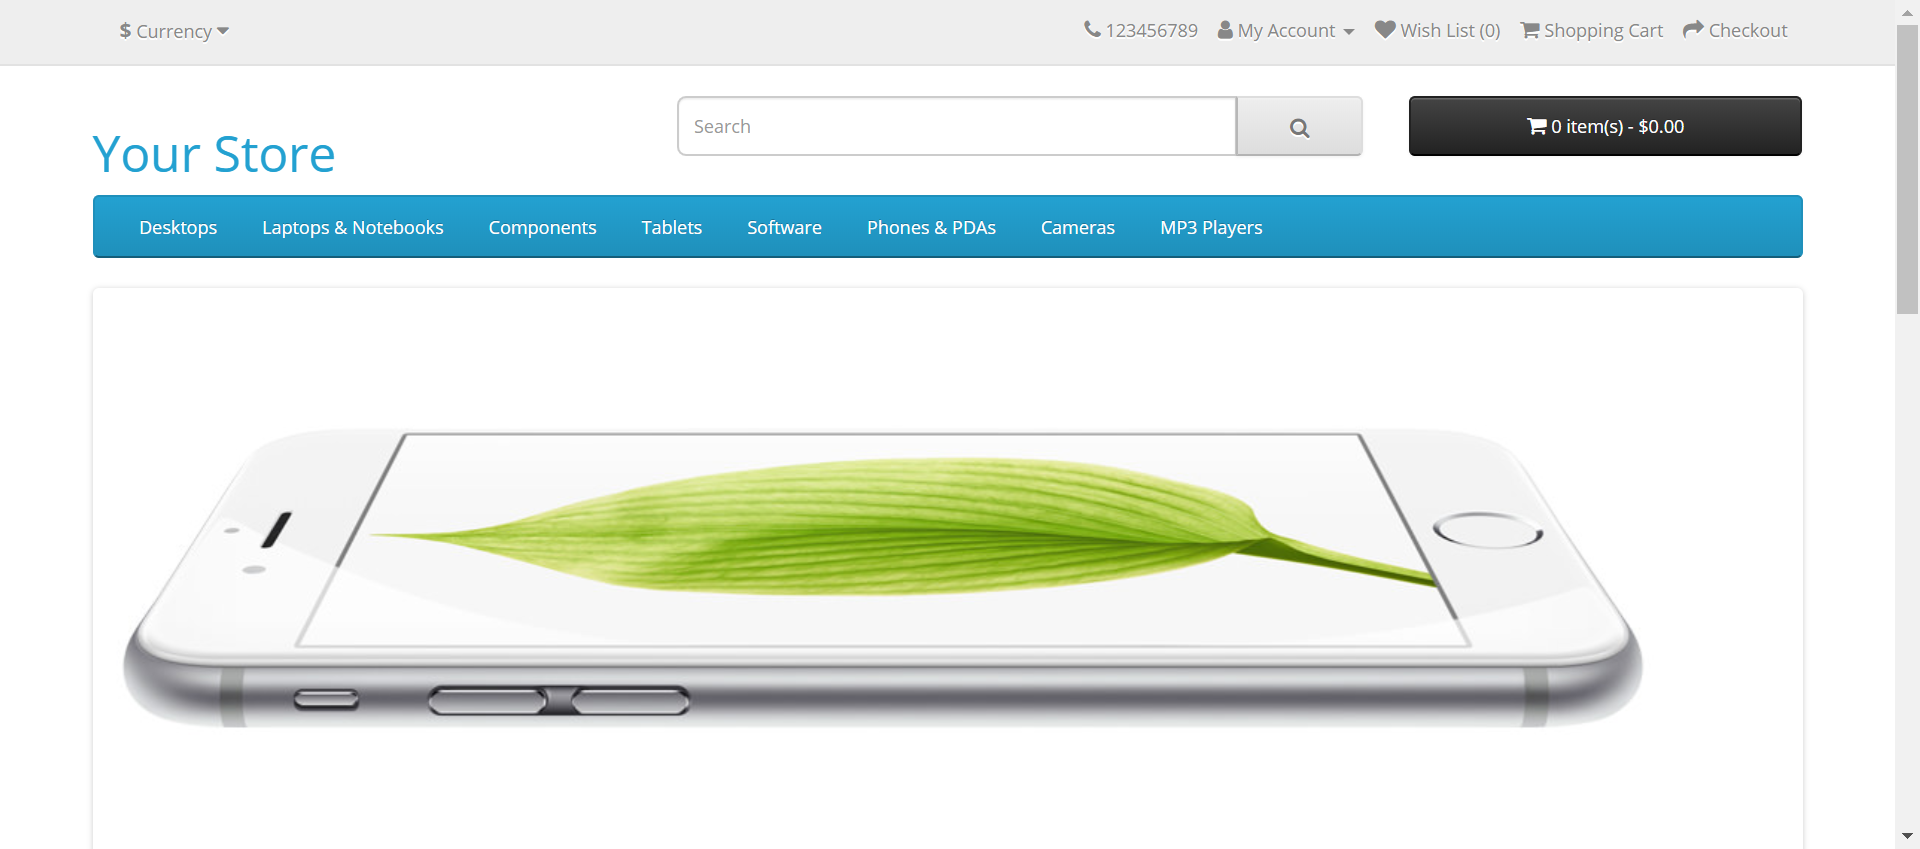 $ Currency
123456789 My Account Wish List (0) Shopping Cart Checkout
Search
0 item(s) - $0.00
Your Store
Desktops Laptops & Notebooks Components Tablets Software Phones & PDAs Cameras MP3 Players